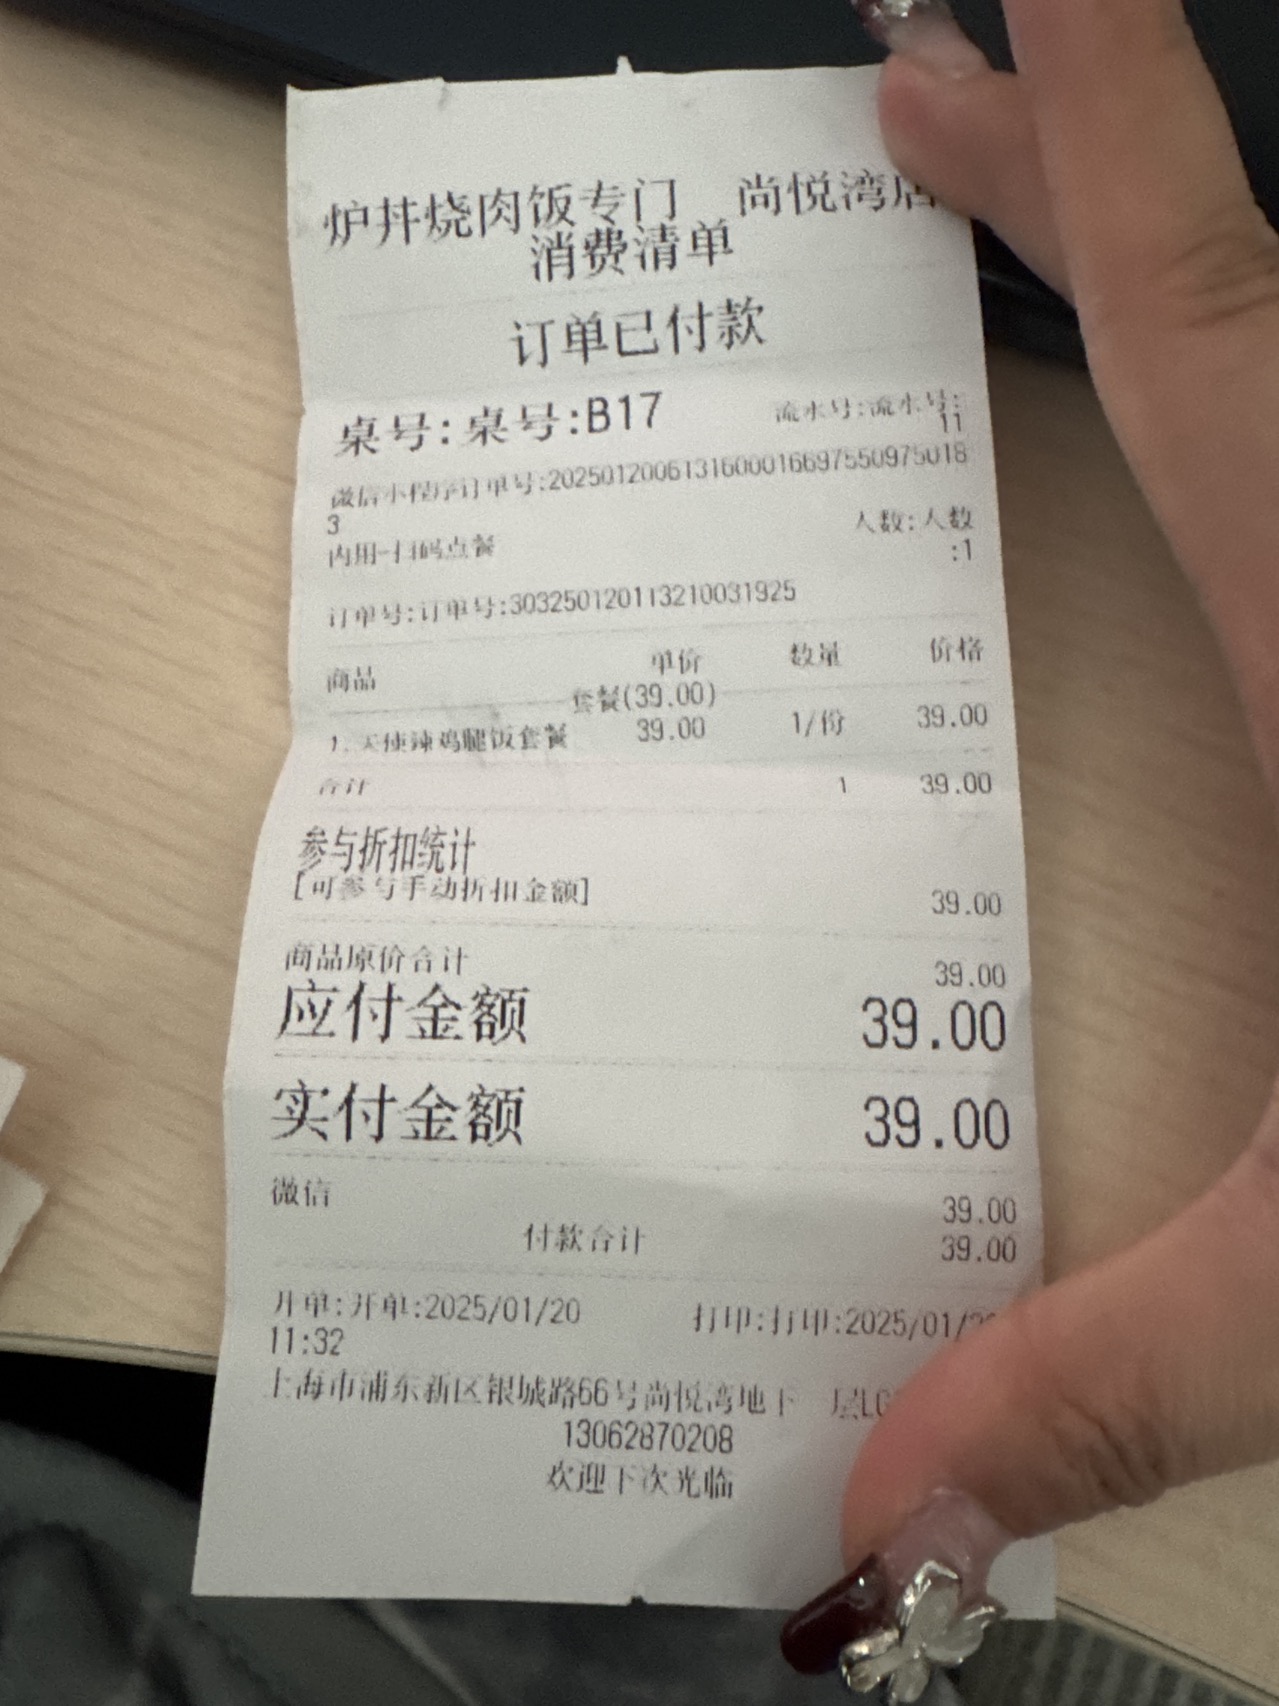 炉丼烧肉饭专门 尚悦湾店
消费清单
订单已付款
桌号:桌号:B17
流水号:流水号:
11
微信小程序订单号:2025012006131600016697550975018
3
内用-扫码点餐
人数:人数
:1
订单号:订单号:303250120113210031925
商品 单价 数量 价格
套餐(39.00)
1. 天使辣鸡腿饭套餐 39.00 1/份 39.00
合计 1 39.00
参与折扣统计
[可参与手动折扣金额] 39.00
商品原价合计 39.00
应付金额 39.00
实付金额 39.00
微信 39.00
付款合计 39.00
开单:开单:2025/01/20 打印:打印:2025/01/20
11:32
上海市浦东新区银城路66号尚悦湾地下 层LG
13062870208
欢迎下次光临